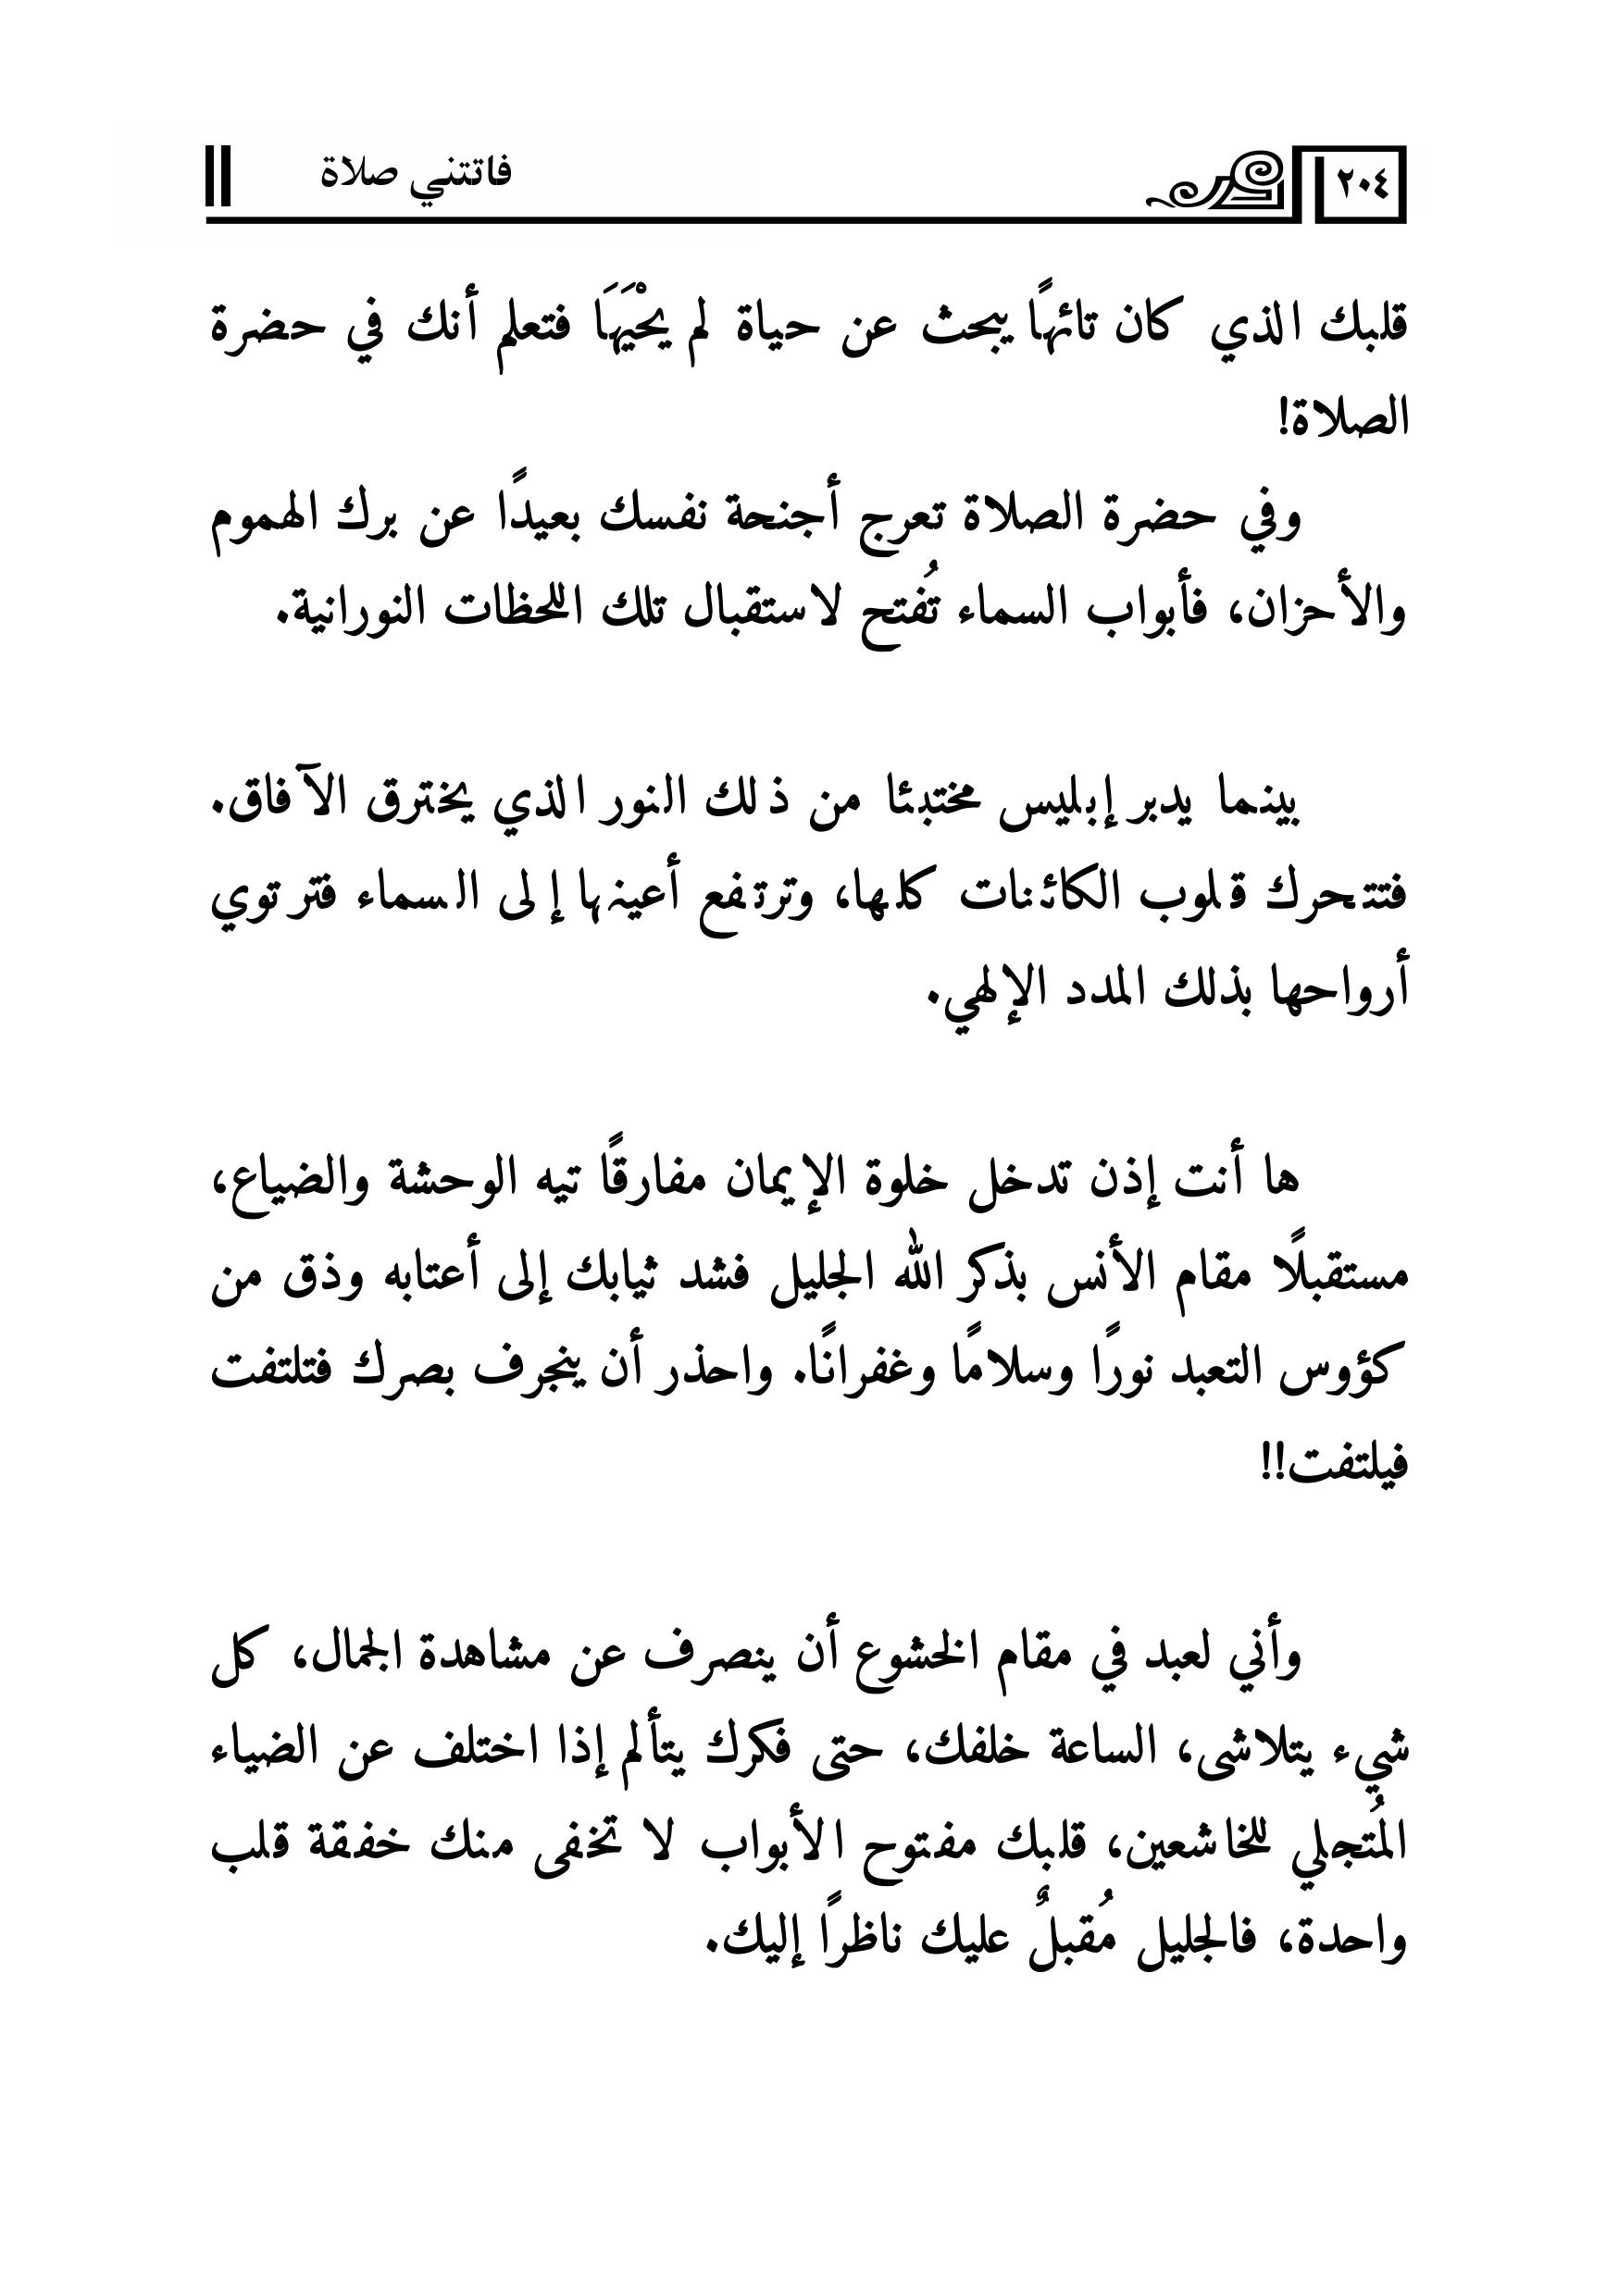 ٢٠٤
فاتتني صلاة
قلبك الذي كان تائهًا يبحث عن حياة لم يحْيَهَا فتعلم أنك في حضرة
الصلاة!
وفي حضرة الصلاة تعرج أجنحة نفسك بعيدًا عن برك الهموم
والأحزان، فأبواب السماء تُفتح لاستقبال تلك اللحظات النورانية.
بينما يدبر إبليس مختبئا من ذلك النور الذي يخترق الآفاق.
فتتحرك قلوب الكائنات كلها، وترتفع أعينها إلى السماء فترتوي
أرواحها بذلك المدد الإلهي.
ها أنت إذن تدخل خلوة الإيمان مفارقًا تيه الوحشة والضياع،
مستقبلًا مقام الأنس بذكر الله الجليل فشد ثيابك إلى أعتابه وذق من
كؤوس التعبد نورًا وسلامًا وغفرانًا. واحذر أن ينجرف بصرك فتلتفت
فيلتفت!!
وأني لعبد في مقام الخشوع أن ينصرف عن مشاهدة الجمال، كل
شيء يتلاشى، الساعة خلفك، حتى فكرك يتألم إذا اختلف عن الضياء
المُتجلي للخاشعين، قلبك مفتوح الأبواب لا تخفى منك خفقة قلب
واحدة، فالجليل مُقبلٌ عليك ناظرًا إليك.